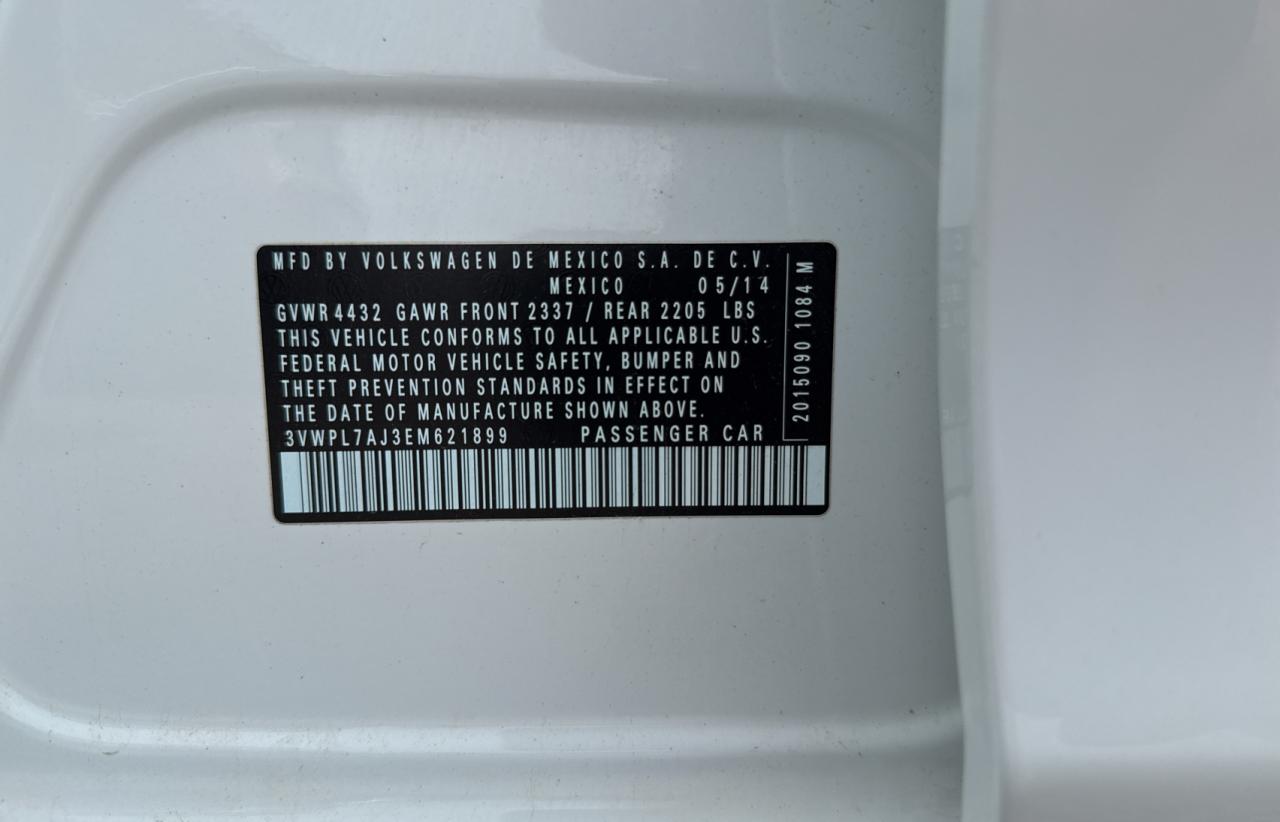 MFD BY VOLKSWAGEN DE MEXICO S.A. DE C.V.
MEXICO 05/14
GVWR 4432 GAWR FRONT 2337 / REAR 2205 LBS
THIS VEHICLE CONFORMS TO ALL APPLICABLE U.S.
FEDERAL MOTOR VEHICLE SAFETY, BUMPER AND
THEFT PREVENTION STANDARDS IN EFFECT ON
THE DATE OF MANUFACTURE SHOWN ABOVE.
3VWPL7AJ3EM621899 PASSENGER CAR
2015090 1084 M